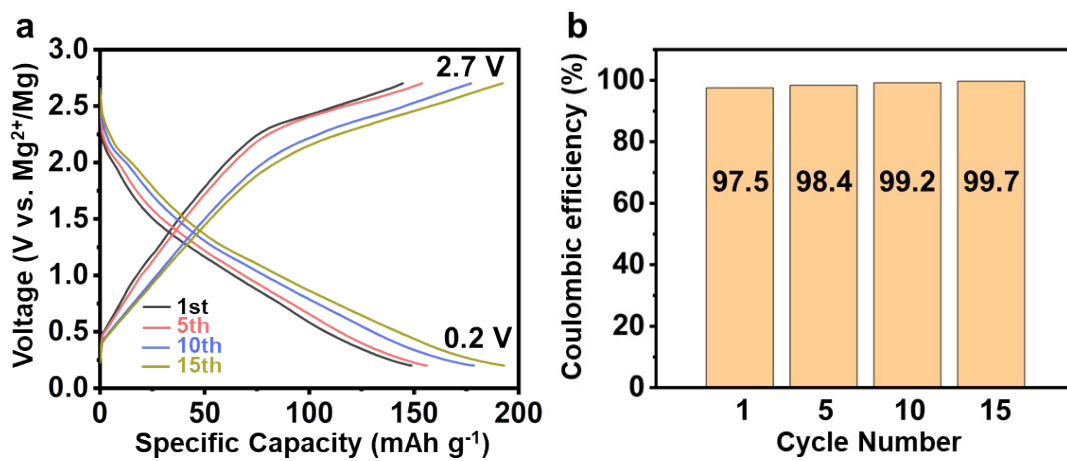 a
3.0
2.5
2.0
1.5
1.0
0.5
0.0
Voltage (V vs. Mg²⁺/Mg)
2.7 V
0.2 V
1st
5th
10th
15th
0 50 100 150 200
Specific Capacity (mAh g⁻¹)
b
100
80
60
40
20
0
Coulombic efficiency (%)
97.5 98.4 99.2 99.7
1 5 10 15
Cycle Number